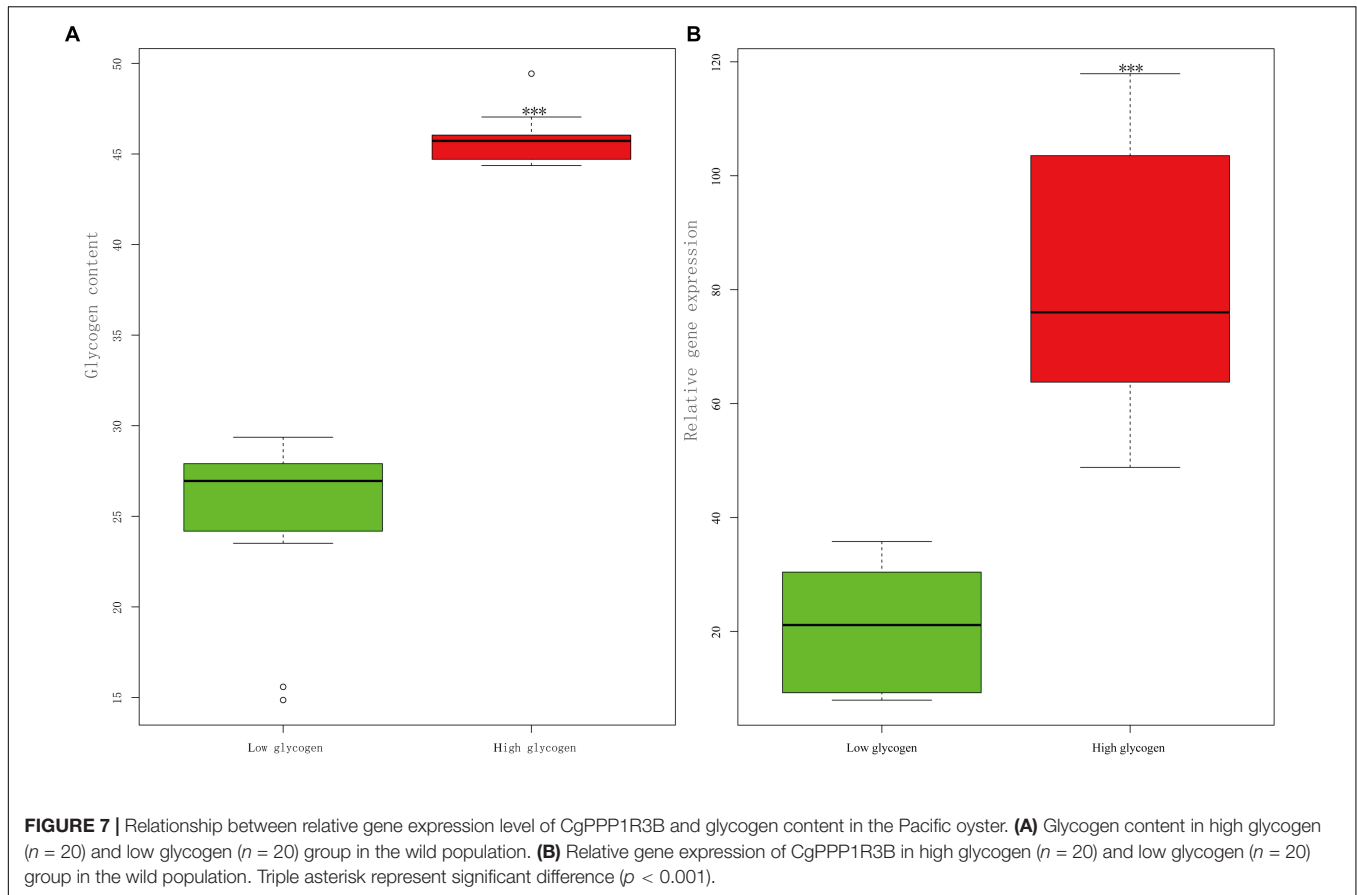 A
50
45
40
35
30
25
20
15
Glycogen content
***
Low glycogen
High glycogen
B
120
100
80
60
40
20
Relative gene expression
***
Low glycogen
High glycogen
FIGURE 7 | Relationship between relative gene expression level of CgPPP1R3B and glycogen content in the Pacific oyster. (A) Glycogen content in high glycogen
(n = 20) and low glycogen (n = 20) group in the wild population. (B) Relative gene expression of CgPPP1R3B in high glycogen (n = 20) and low glycogen (n = 20)
group in the wild population. Triple asterisk represent significant difference (p < 0.001).